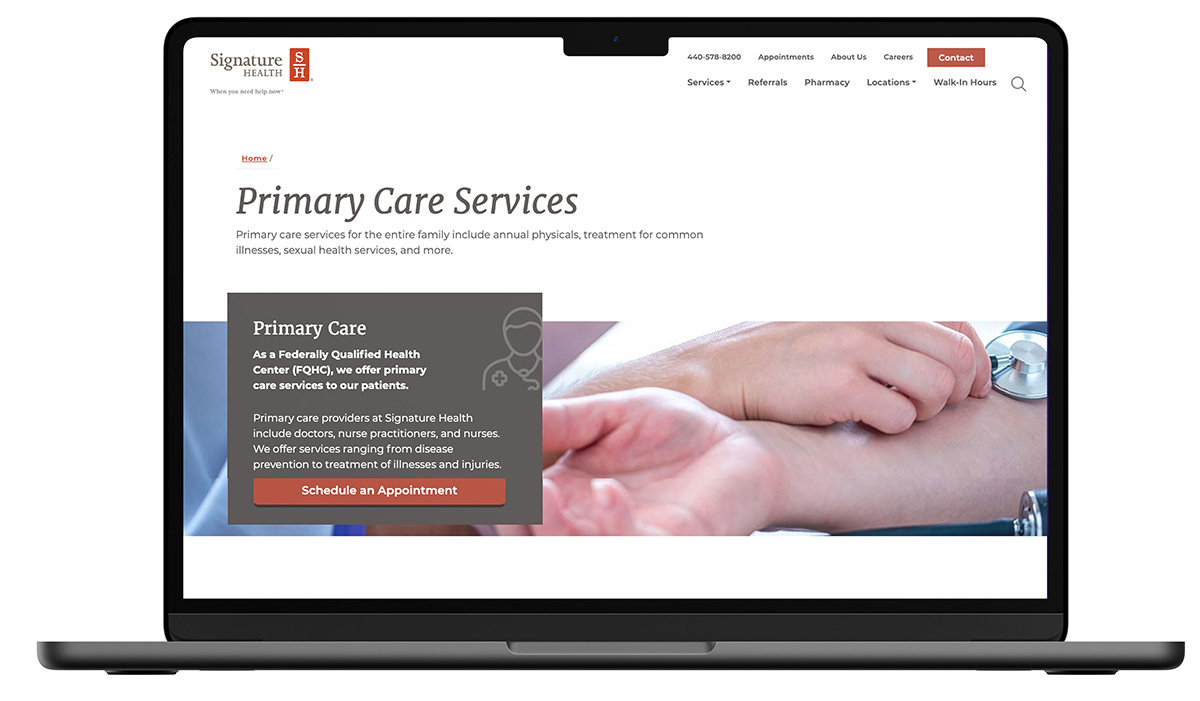 Signature
HEALTH
S
H
When you need help now
440-578-8200 Appointments About Us Careers Contact
Services Referrals Pharmacy Locations Walk-In Hours
Home /
Primary Care Services
Primary care services for the entire family include annual physicals, treatment for common
illnesses, sexual health services, and more.
Primary Care
As a Federally Qualified Health
Center (FQHC), we offer primary
care services to our patients.
Primary care providers at Signature Health
include doctors, nurse practitioners, and nurses.
We offer services ranging from disease
prevention to treatment of illnesses and injuries.
Schedule an Appointment